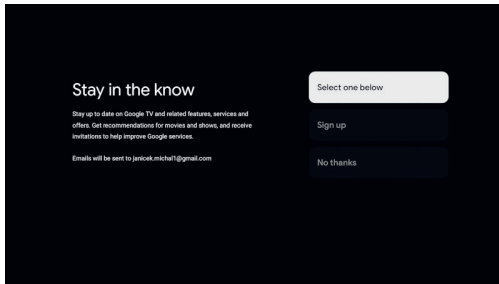 Stay in the know
Stay up to date on Google TV and related features, services and
offers. Get recommendations for movies and shows, and receive
invitations to help improve Google services.
Emails will be sent to janicek.michal1@gmail.com
Select one below
Sign up
No thanks